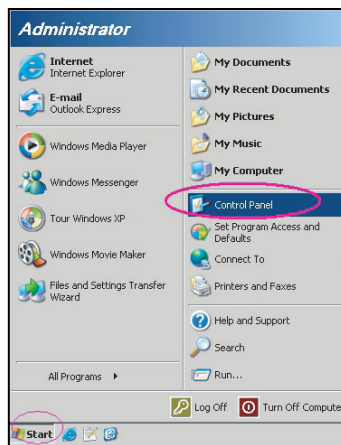 Administrator
Internet
Internet Explorer
E-mail
Outlook Express
Windows Media Player
Windows Messenger
Tour Windows XP
Windows Movie Maker
Files and Settings Transfer
Wizard
All Programs
My Documents
My Recent Documents
My Pictures
My Music
My Computer
Control Panel
Set Program Access and
Defaults
Connect To
Printers and Faxes
Help and Support
Search
Run...
Log Off
Turn Off Compute
Start